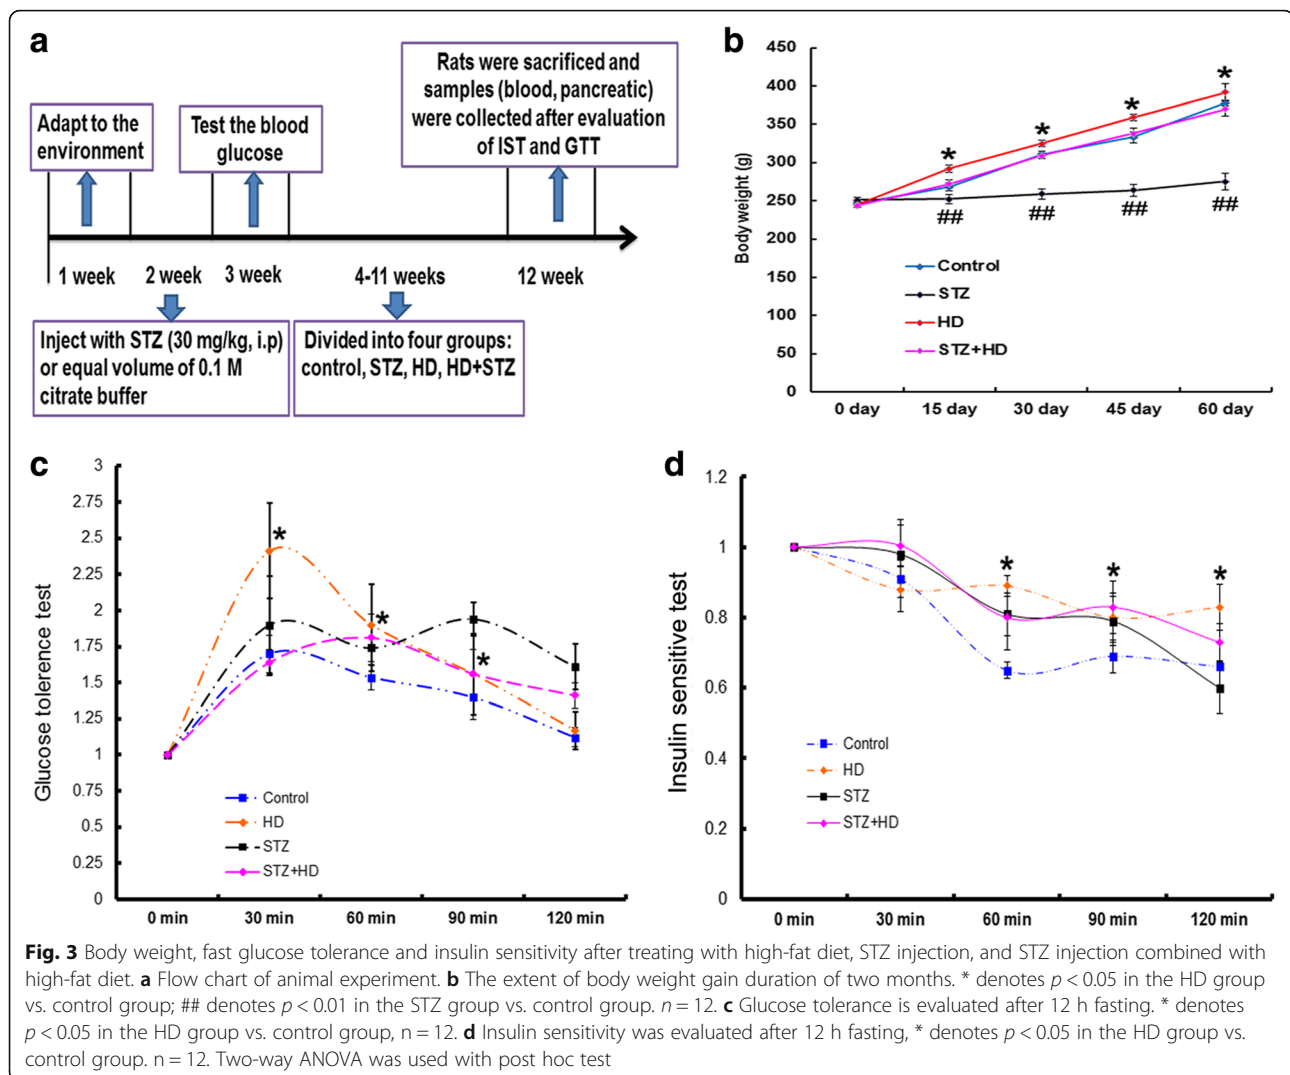 a
Adapt to the
environment
Test the blood
glucose
Rats were sacrificed and
samples (blood, pancreatic)
were collected after evaluation
of IST and GTT
1 week
2 week
3 week
4-11 weeks
12 week
Inject with STZ (30 mg/kg, i.p)
or equal volume of 0.1 M
citrate buffer
Divided into four groups:
control, STZ, HD, HD+STZ
b
Body weight (g)
450
400
350
300
250
200
150
100
50
0
* * * *
## ## ## ##
Control
STZ
HD
STZ+HD
0 day 15 day 30 day 45 day 60 day
c
Glucose tolerence test
3
2.75
2.5
2.25
2
1.75
1.5
1.25
1
0.75
0.5
0.25
0
* * *
Control
HD
STZ
STZ+HD
0 min 30 min 60 min 90 min 120 min
d
Insulin sensitive test
1.2
1
0.8
0.6
0.4
0.2
0
* * *
Control
HD
STZ
STZ+HD
0 min 30 min 60 min 90 min 120 min
Fig. 3 Body weight, fast glucose tolerance and insulin sensitivity after treating with high-fat diet, STZ injection, and STZ injection combined with
high-fat diet. a Flow chart of animal experiment. b The extent of body weight gain duration of two months. * denotes p < 0.05 in the HD group
vs. control group; ## denotes p < 0.01 in the STZ group vs. control group. n = 12. c Glucose tolerance is evaluated after 12 h fasting. * denotes
p < 0.05 in the HD group vs. control group, n = 12. d Insulin sensitivity was evaluated after 12 h fasting, * denotes p < 0.05 in the HD group vs.
control group. n = 12. Two-way ANOVA was used with post hoc test